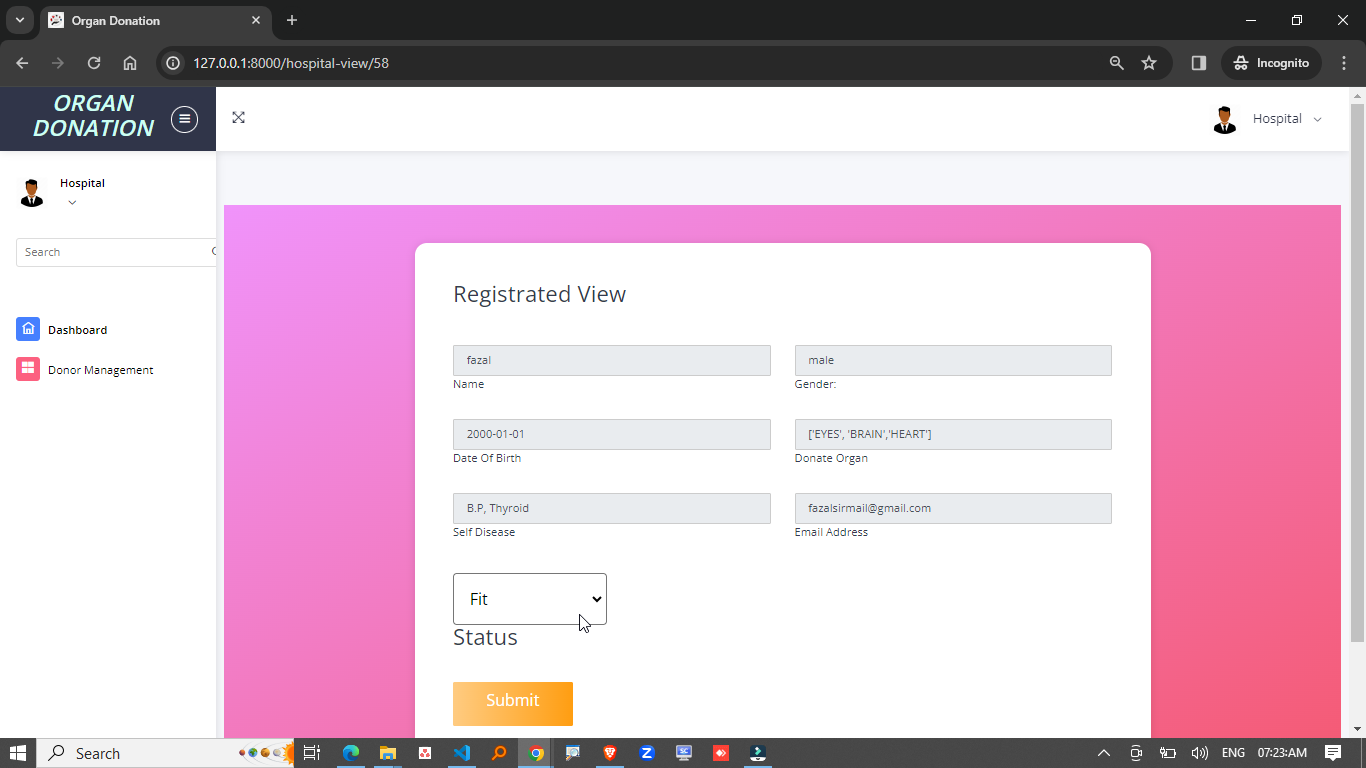 Organ Donation
127.0.0.1:8000/hospital-view/58
Incognito
ORGAN
DONATION
Hospital
Hospital
Search
Dashboard
Donor Management
Registrated View
fazal
male
Name
Gender:
2000-01-01
['EYES', 'BRAIN','HEART']
Date Of Birth
Donate Organ
B.P, Thyroid
fazalsirmail@gmail.com
Self Disease
Email Address
Fit
Status
Submit
Search
ENG
07:23:AM